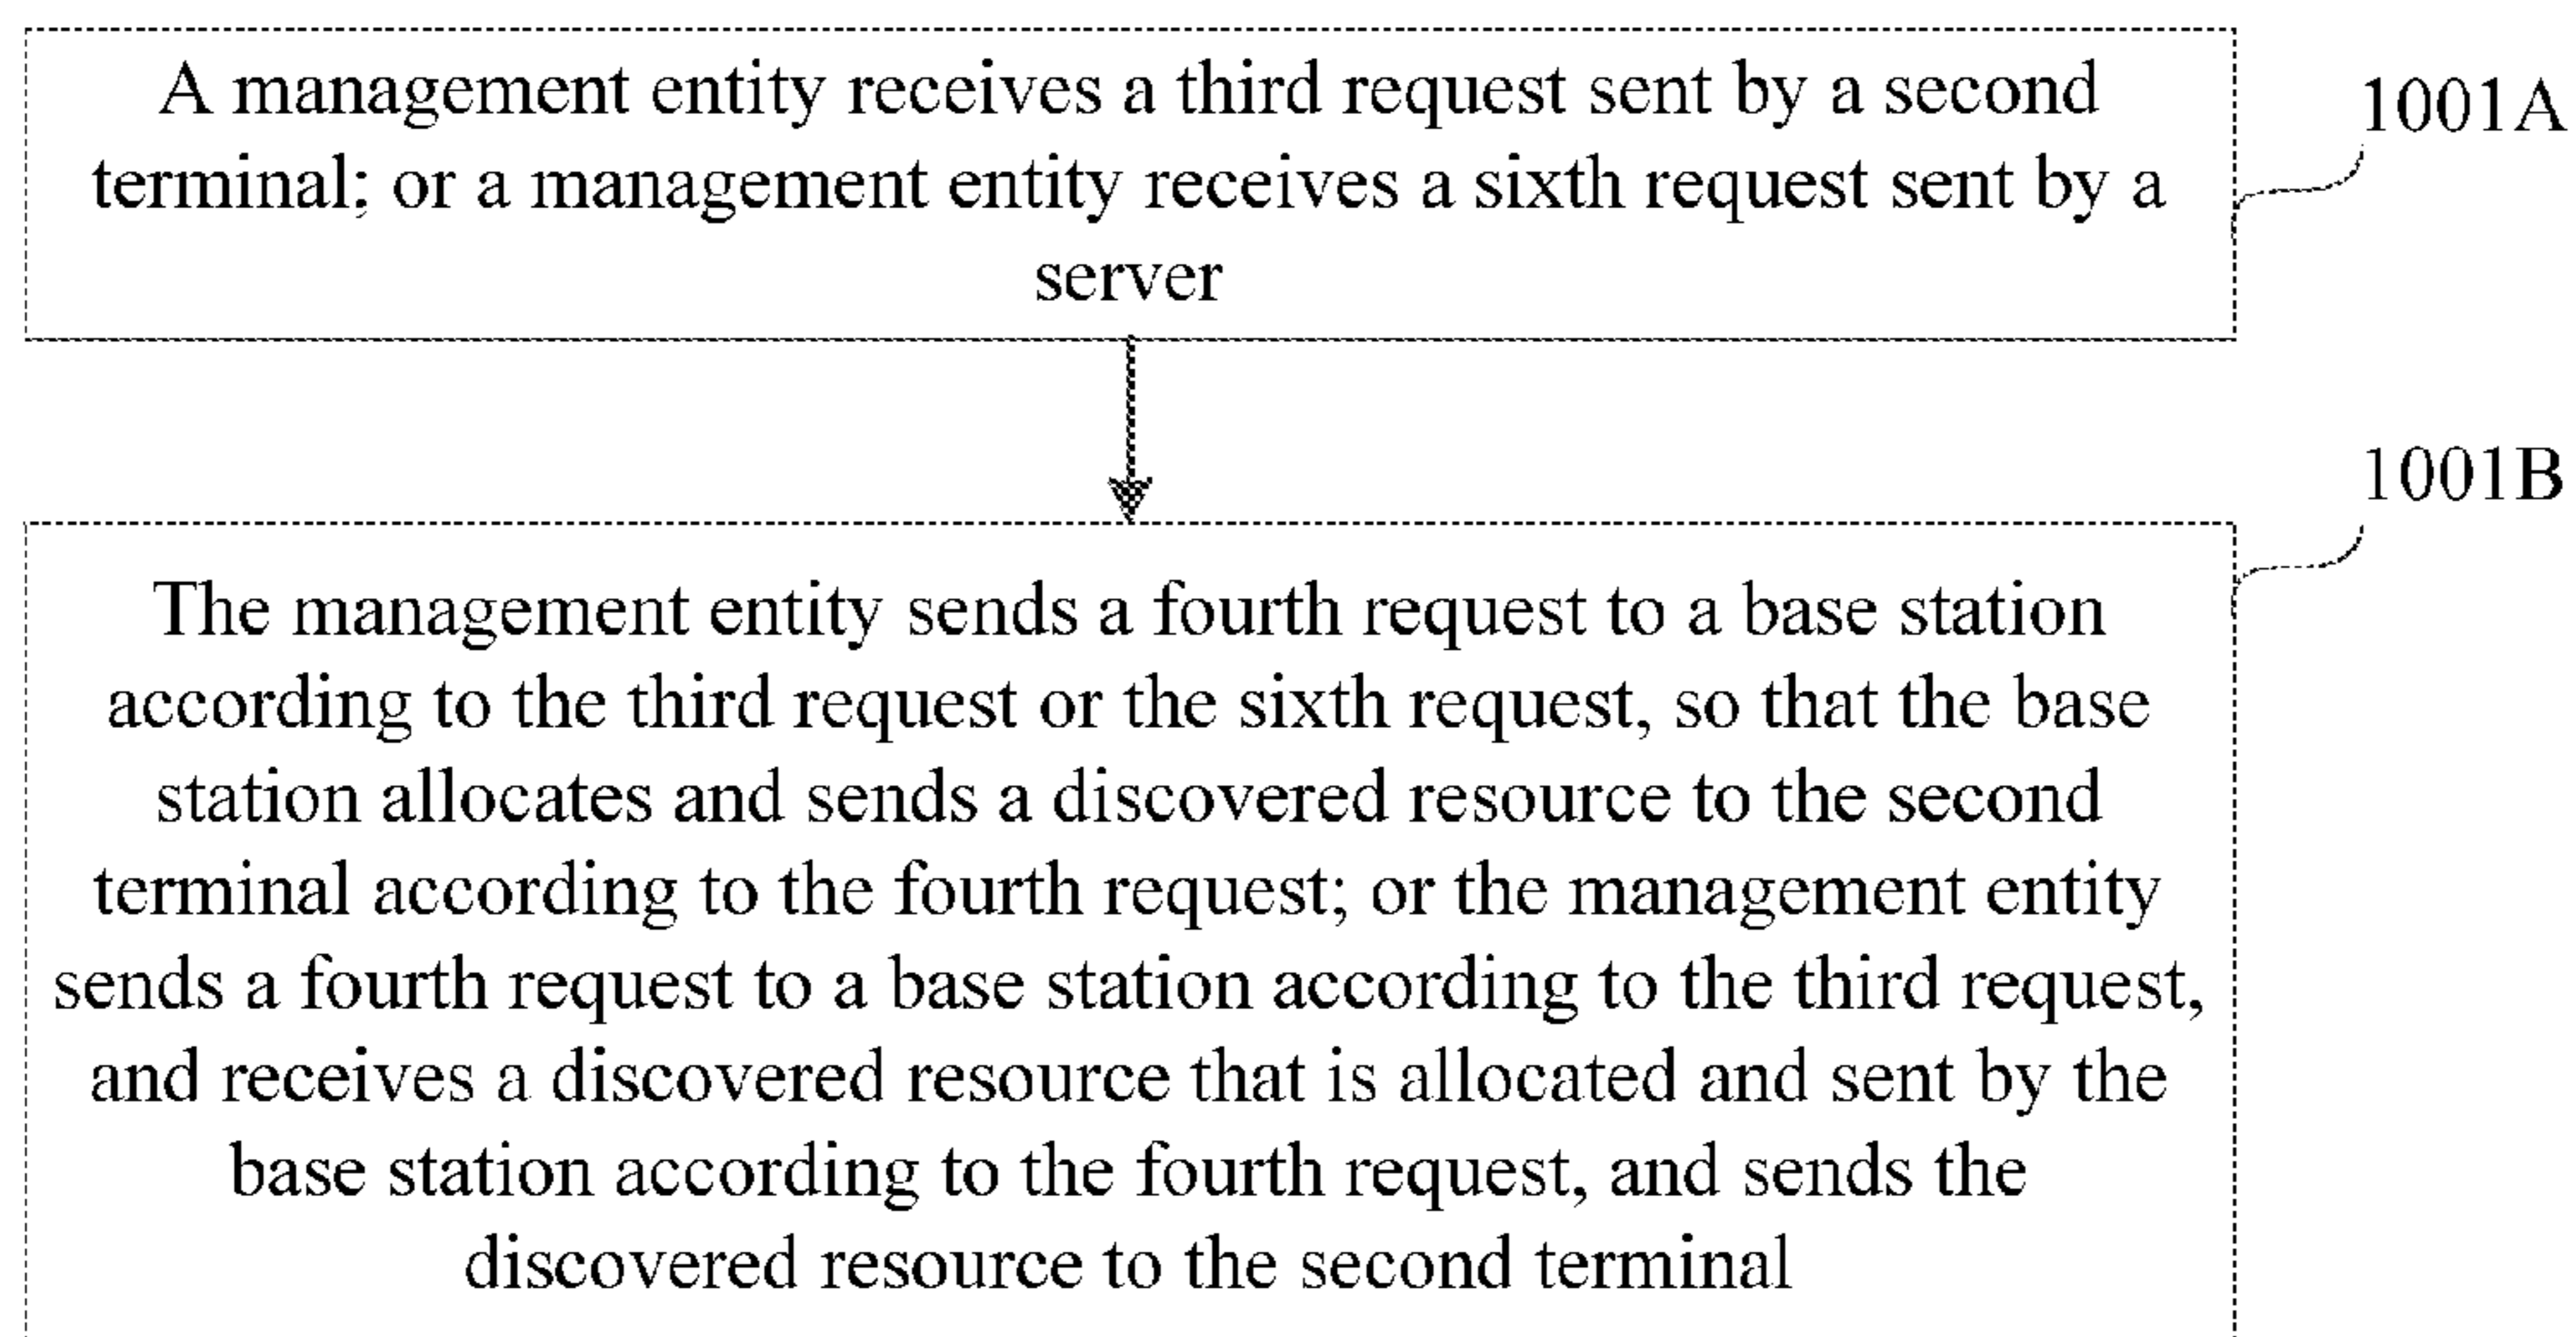 A management entity receives a third request sent by a second
terminal; or a management entity receives a sixth request sent by a
server
1001A
1001B
The management entity sends a fourth request to a base station
according to the third request or the sixth request, so that the base
station allocates and sends a discovered resource to the second
terminal according to the fourth request; or the management entity
sends a fourth request to a base station according to the third request,
and receives a discovered resource that is allocated and sent by the
base station according to the fourth request, and sends the
discovered resource to the second terminal